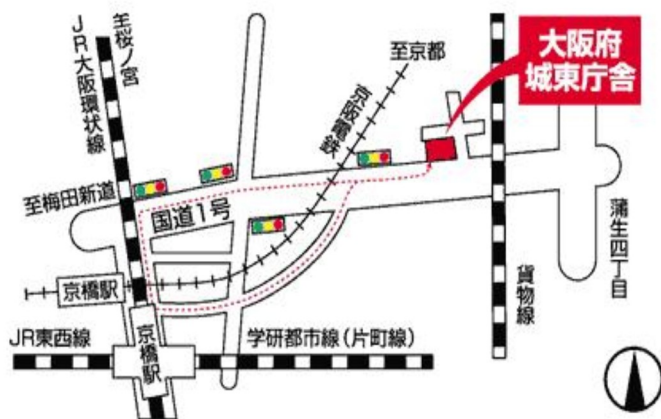 至桜ノ宮
JR大阪環状線
至京都
京阪電鉄
大阪府
城東庁舎
至梅田新道
国道1号
蒲生四丁目
京橋駅
貨物線
JR東西線
京橋駅
学研都市線(片町線)